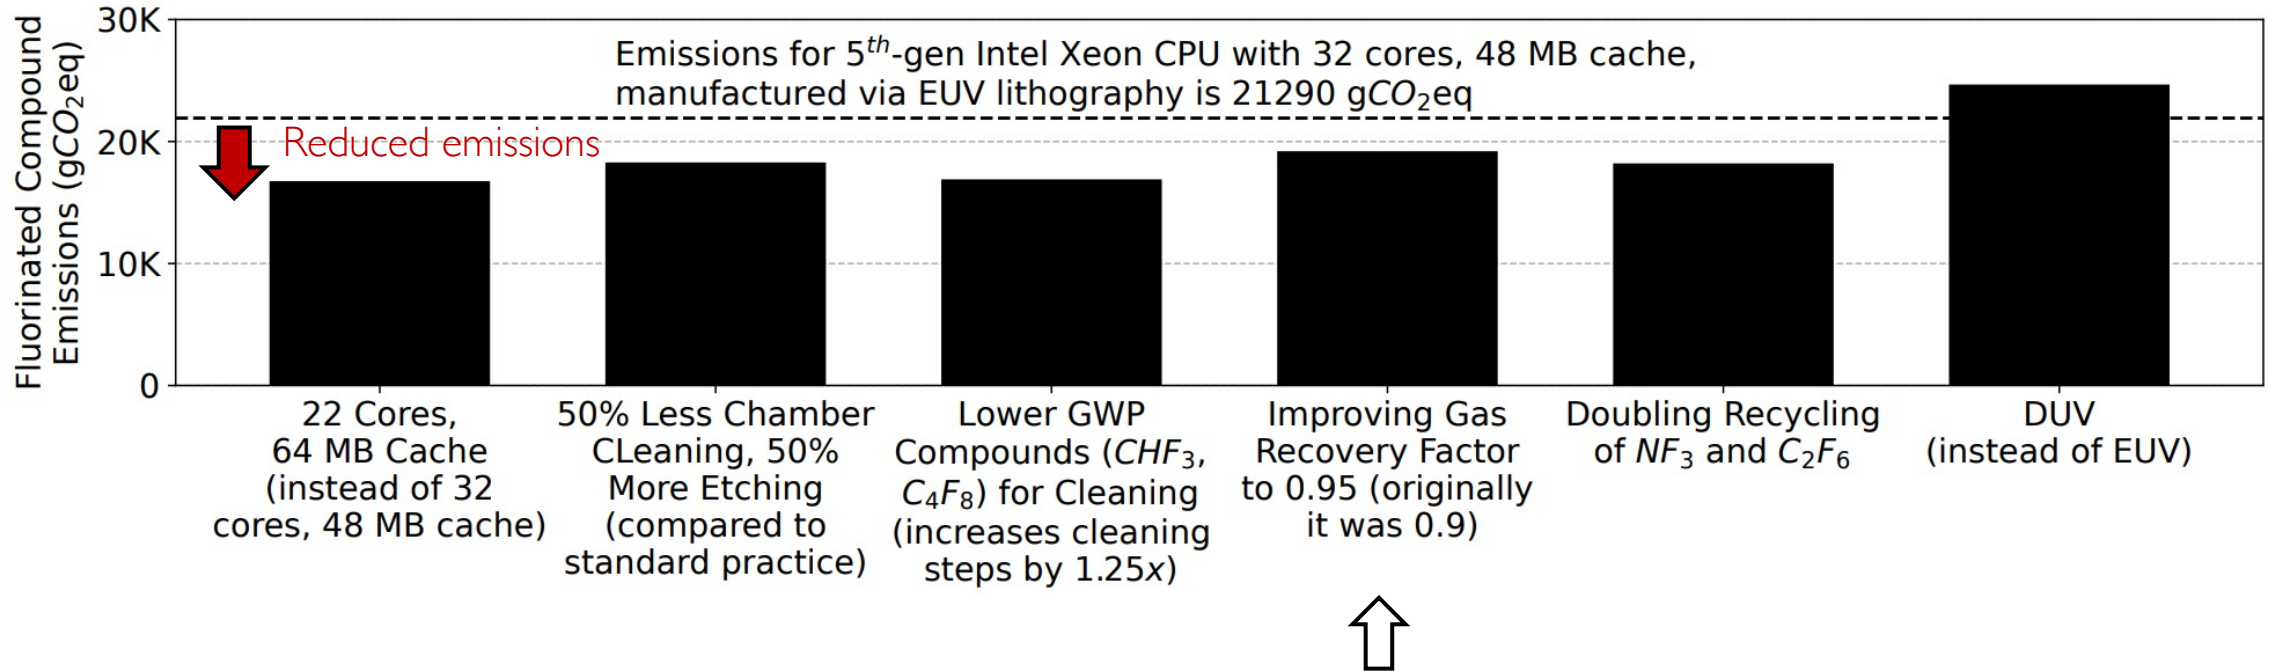 Fluorinated Compound
Emissions (gCO₂eq)
30K
20K
10K
0
Emissions for 5ᵗʰ-gen Intel Xeon CPU with 32 cores, 48 MB cache,
manufactured via EUV lithography is 21290 gCO₂eq
Reduced emissions
22 Cores,
64 MB Cache
(instead of 32
cores, 48 MB cache)
50% Less Chamber
CLeaning, 50%
More Etching
(compared to
standard practice)
Lower GWP
Compounds (CHF₃,
C₄F₈) for Cleaning
(increases cleaning
steps by 1.25x)
Improving Gas
Recovery Factor
to 0.95 (originally
it was 0.9)
Doubling Recycling
of NF₃ and C₂F₆
DUV
(instead of EUV)